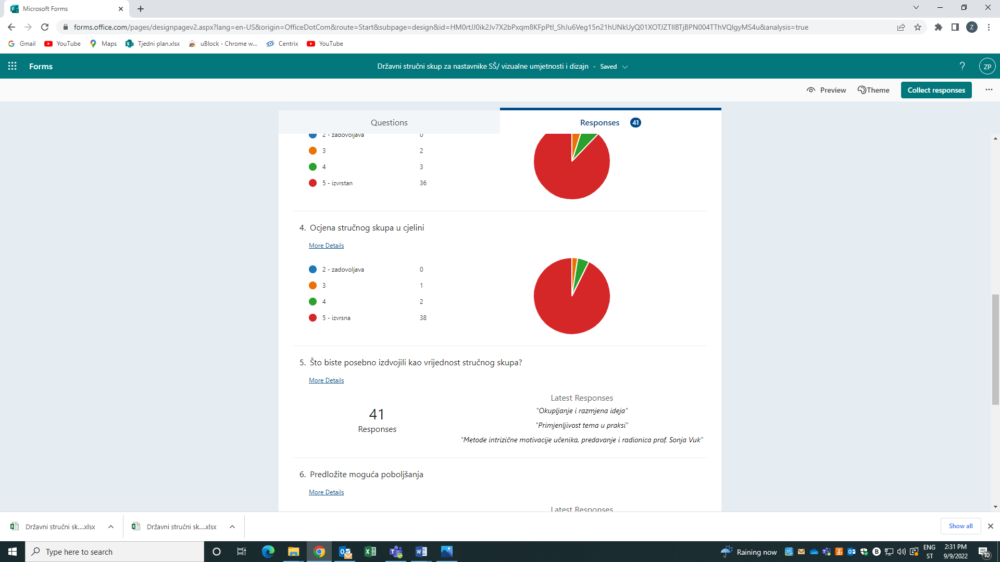 Microsoft Forms
forms.office.com/pages/designpagev2.aspx?lang=en-US&origin=OfficeDotCom&route=Start&subpage=design&id=HM0rtJJ0ik2Jv7X2bPxqm8KFpPtI_ShJu6Veg15n21hUNkUyQ01XOTJZTllBTjBPN004TThVQlgyMS4u&analysis=true
Z
Gmail YouTube Maps Tjedni plan.xlsx uBlock - Chrome w... Centrix YouTube
Forms
Državni stručni skup za nastavnike SŠ/ vizualne umjetnosti i dizajn - Saved
? ZP
Preview Theme Collect responses ...
Questions
Responses 41
2 - zadovoljava 0
3 2
4 3
5 - izvrstan 36
4. Ocjena stručnog skupa u cjelini
More Details
2 - zadovoljava 0
3 1
4 2
5 - izvrsna 38
5. Što biste posebno izdvojili kao vrijednost stručnog skupa?
More Details
41
Responses
Latest Responses
"Okupljanje i razmjena ideja"
"Primjenljivost tema u praksi"
"Metode intrizične motivacije učenika, predavanje i radionica prof. Sonja Vuk"
6. Predložite moguća poboljšanja
More Details
Latest Responses
Državni stručni sk....xlsx
Državni stručni sk....xlsx
Show all
Type here to search
Raining now
ENG
ST
2:31 PM
9/9/2022
10